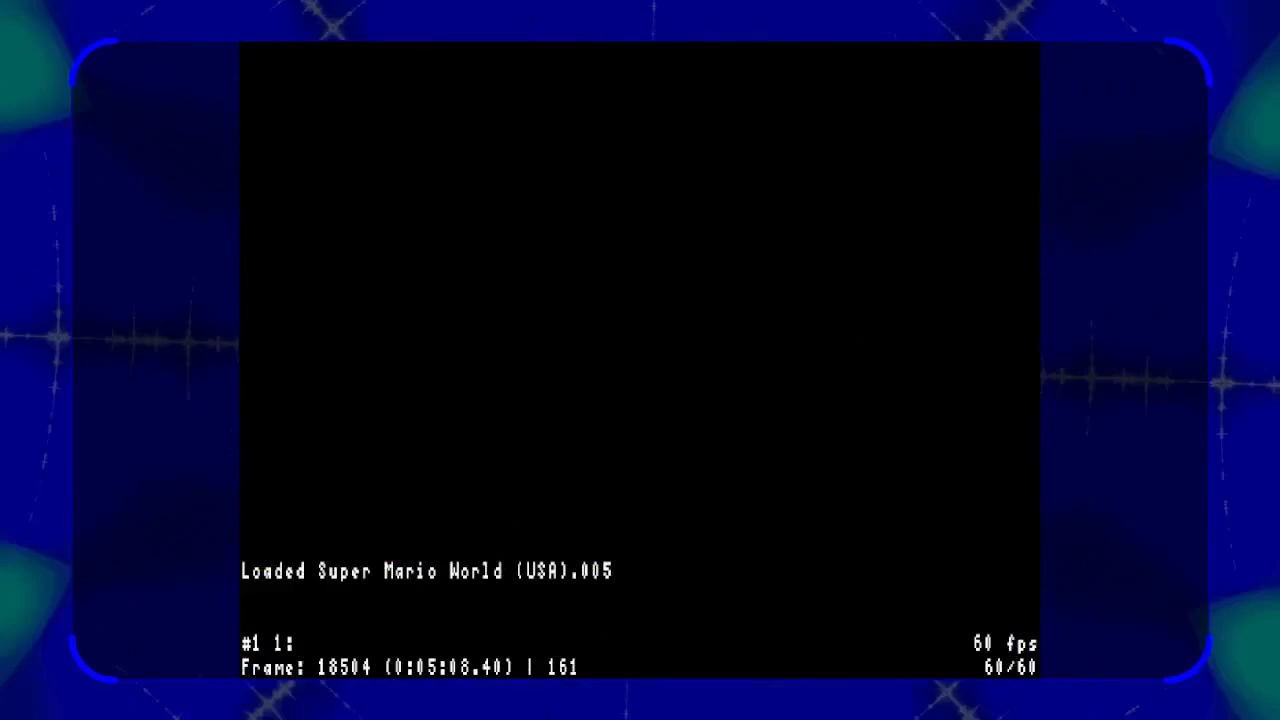 Loaded Super Mario World (USA).005
#1 1:
60 fps
Frame: 18504 (0:05:08.40) | 161
60/60